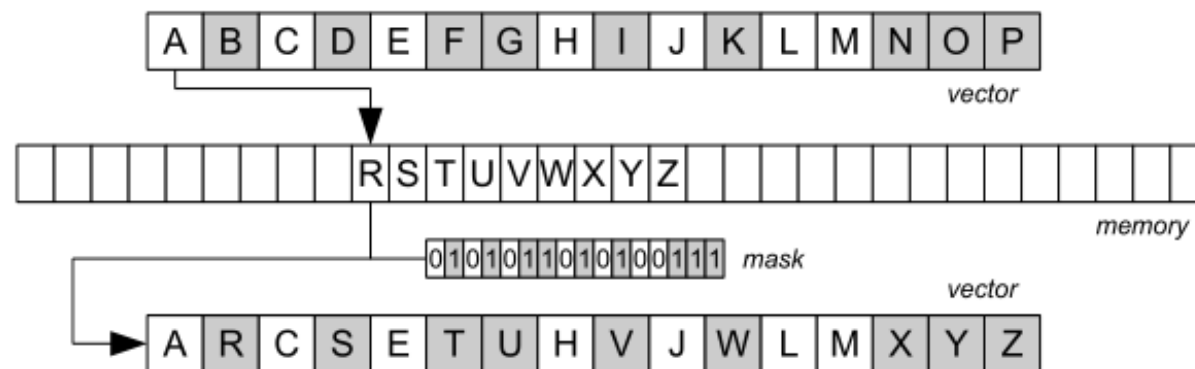 A B C D E F G H I J K L M N O P
vector
R S T U V W X Y Z
memory
0 1 0 1 0 1 1 0 1 0 1 0 0 1 1 1 mask
vector
A R C S E T U H V J W L M X Y Z